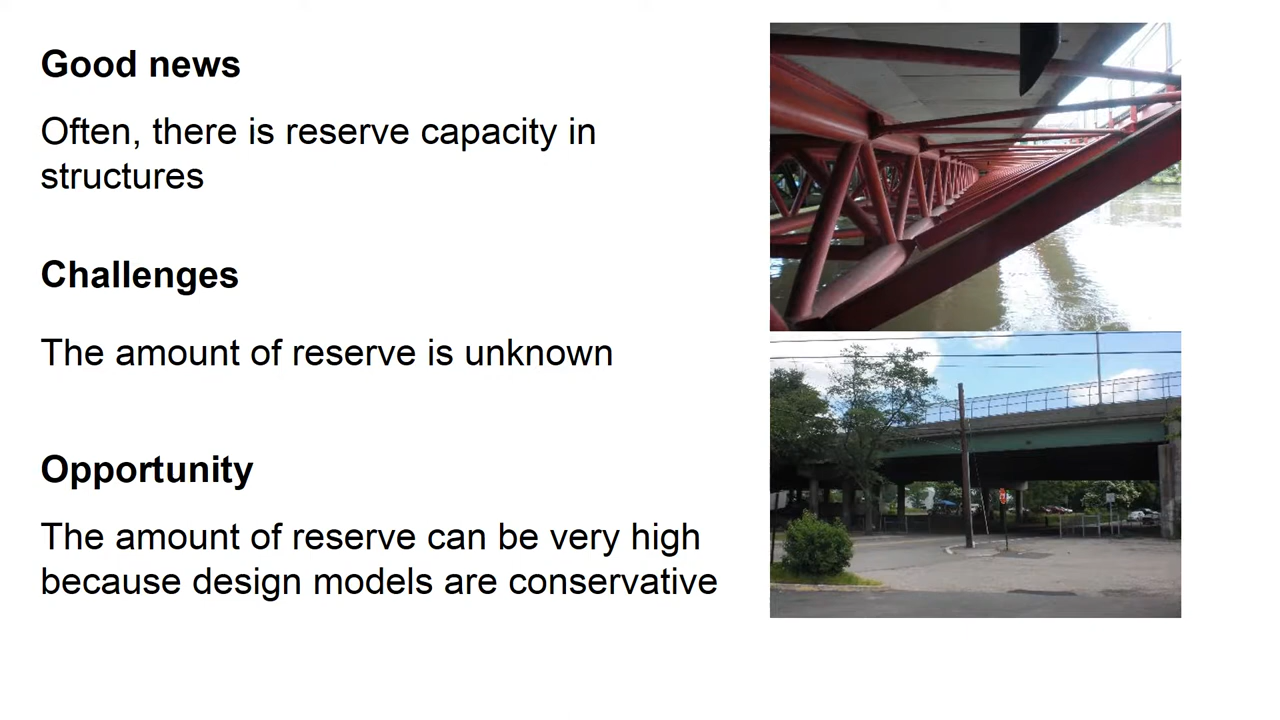 Good news
Often, there is reserve capacity in
structures
Challenges
The amount of reserve is unknown
Opportunity
The amount of reserve can be very high
because design models are conservative